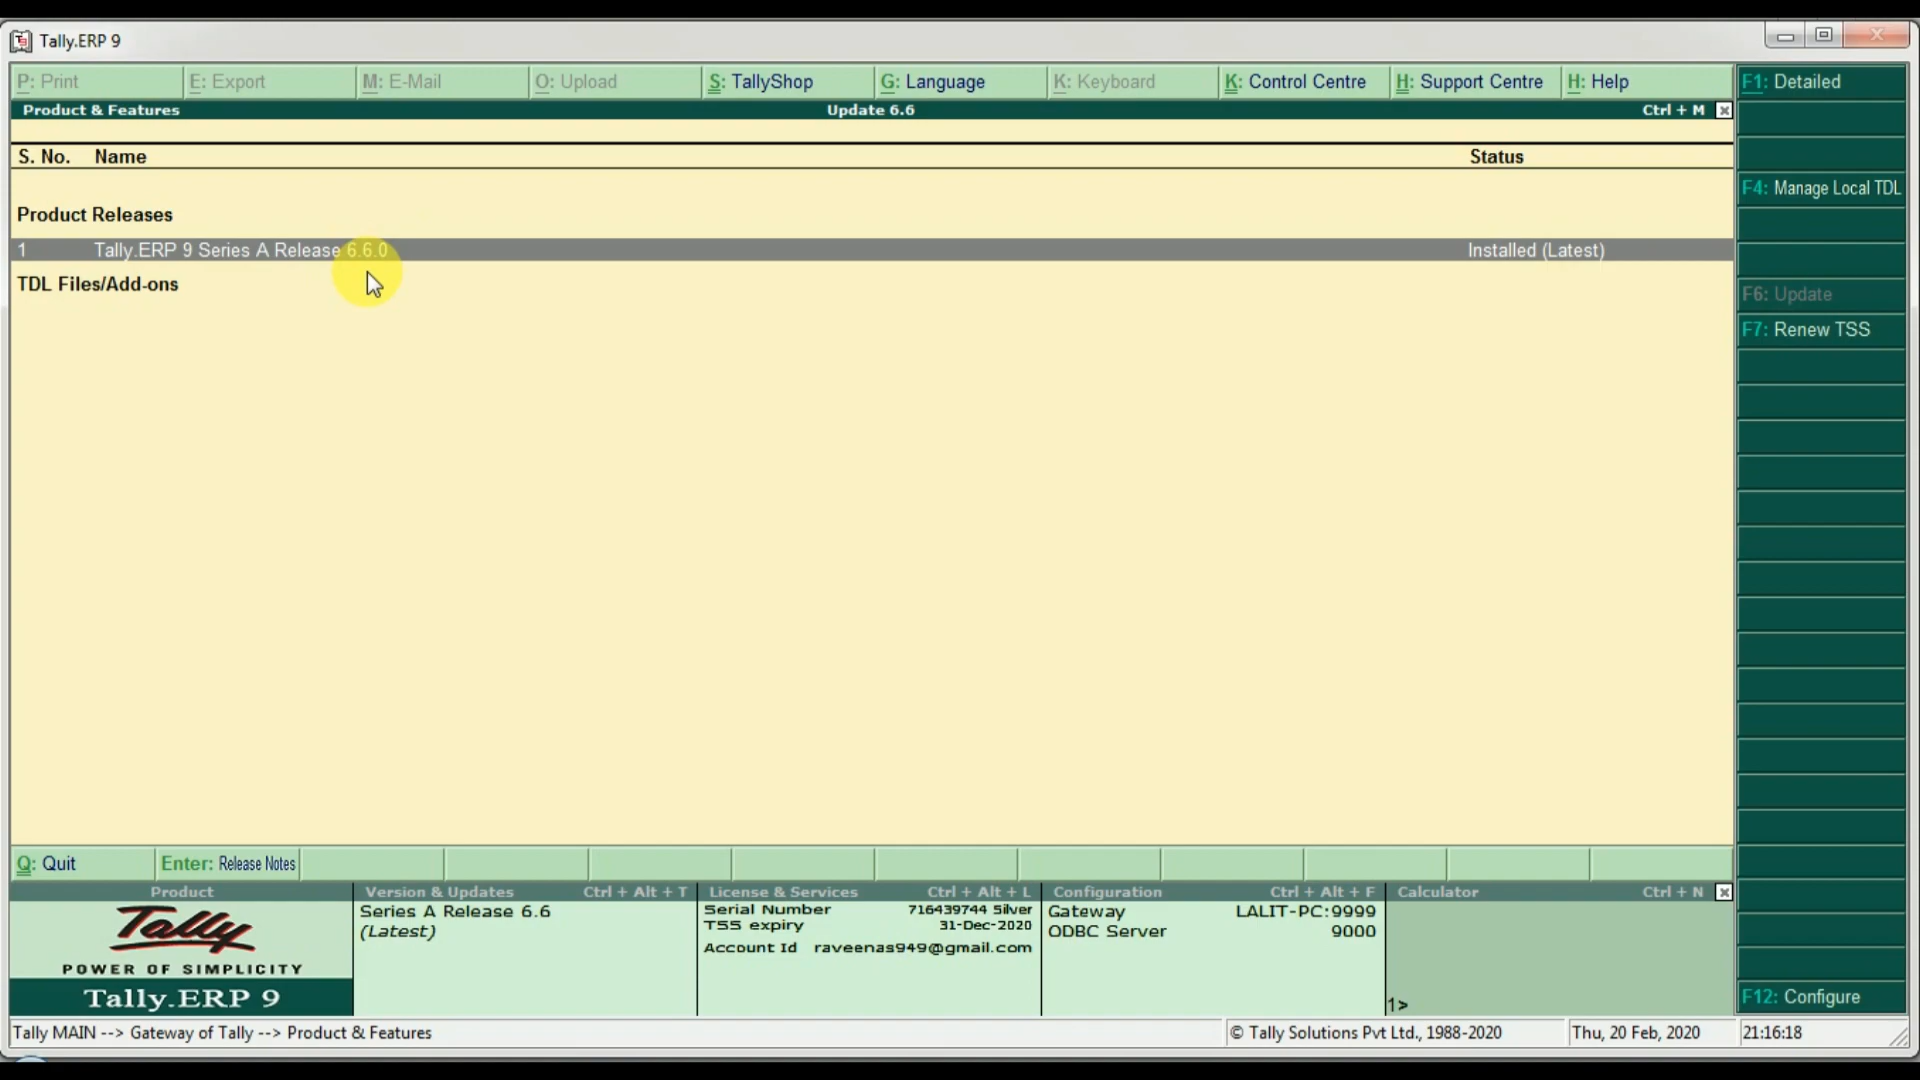 Tally.ERP 9
P: Print E: Export M: E-Mail O: Upload S: TallyShop G: Language K: Keyboard K: Control Centre H: Support Centre H: Help F1: Detailed
Product & Features Update 6.6 Ctrl + M
S. No. Name Status
F4: Manage Local TDL
Product Releases
1 Tally.ERP 9 Series A Release 6.6.0 Installed (Latest)
TDL Files/Add-ons
F6: Update
F7: Renew TSS
Q: Quit Enter: Release Notes
Product Version & Updates Ctrl + Alt + T License & Services Ctrl + Alt + L Configuration Ctrl + Alt + F Calculator Ctrl + N
Tally
POWER OF SIMPLICITY
Tally.ERP 9
Series A Release 6.6
(Latest)
Serial Number 716439744 Silver
TSS expiry 31-Dec-2020
Account Id raveenas949@gmail.com
Gateway LALIT-PC:9999
ODBC Server 9000
1>
F12: Configure
Tally MAIN --> Gateway of Tally --> Product & Features © Tally Solutions Pvt Ltd., 1988-2020 Thu, 20 Feb, 2020 21:16:18